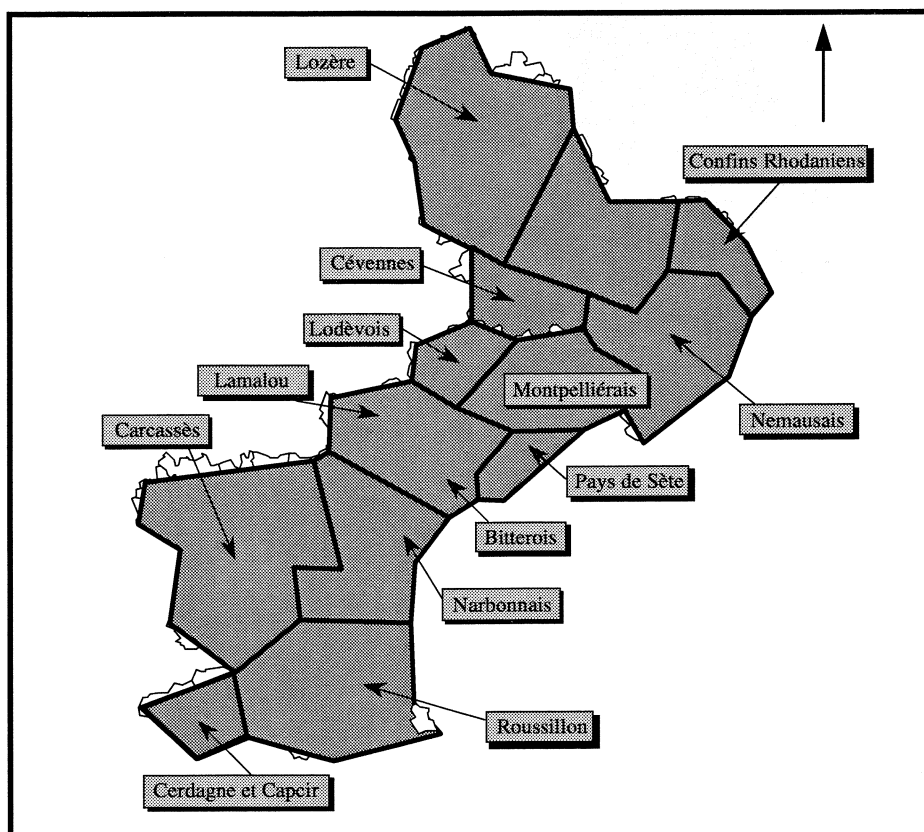 Lozère
Confins Rhodaniens
Cévennes
Lodèvois
Lamalou
Montpelliérais
Carcassès
Nemausais
Pays de Sète
Bitterois
Narbonnais
Roussillon
Cerdagne et Capcir